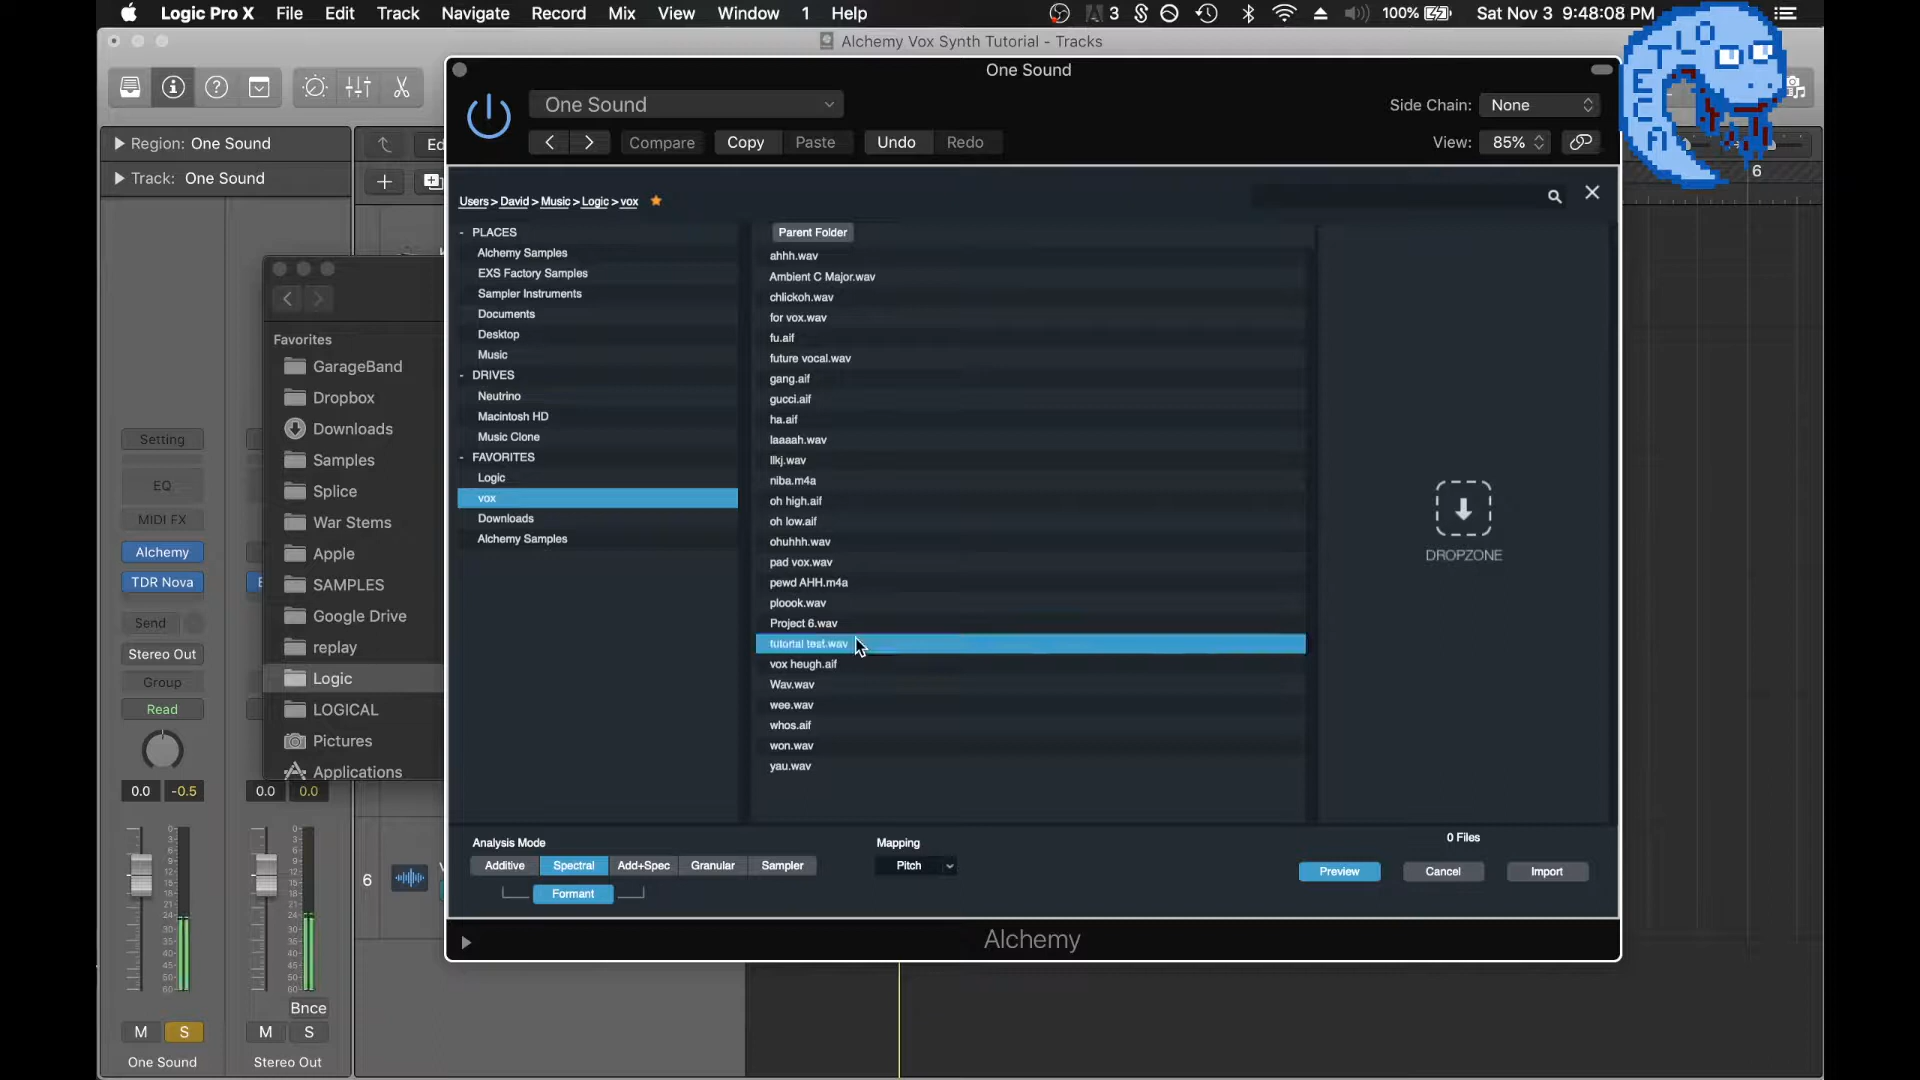 Logic Pro X File Edit Track Navigate Record Mix View Window 1 Help
3 100% Sat Nov 3 9:48:08 PM
Alchemy Vox Synth Tutorial - Tracks
One Sound
One Sound
Side Chain: None
Compare Copy Paste Undo Redo
View: 85%
Region: One Sound
Track: One Sound
Ed
6
Users > David > Music > Logic > vox
PLACES
Alchemy Samples
EXS Factory Samples
Sampler Instruments
Documents
Desktop
Music
DRIVES
Neutrino
Macintosh HD
Music Clone
FAVORITES
Logic
vox
Downloads
Alchemy Samples
Parent Folder
ahhh.wav
Ambient C Major.wav
chlickoh.wav
for vox.wav
fu.aif
future vocal.wav
gang.aif
gucci.aif
ha.aif
laaaah.wav
llkj.wav
niba.m4a
oh high.aif
oh low.aif
ohuhhh.wav
pad vox.wav
pewd AHH.m4a
ploook.wav
Project 6.wav
tutorial test.wav
vox heugh.aif
Wav.wav
wee.wav
whos.aif
won.wav
yau.wav
DROPZONE
0 Files
Analysis Mode
Additive Spectral Add+Spec Granular Sampler
Formant
Mapping
Pitch
Preview Cancel Import
Alchemy
Favorites
GarageBand
Dropbox
Downloads
Samples
Splice
War Stems
Apple
SAMPLES
Google Drive
replay
Logic
LOGICAL
Pictures
Applications
Setting
EQ
MIDI FX
Alchemy
TDR Nova
Send
Stereo Out
Group
Read
0.0 -0.5 0.0 0.0
6
Bnce
M S M S
One Sound Stereo Out